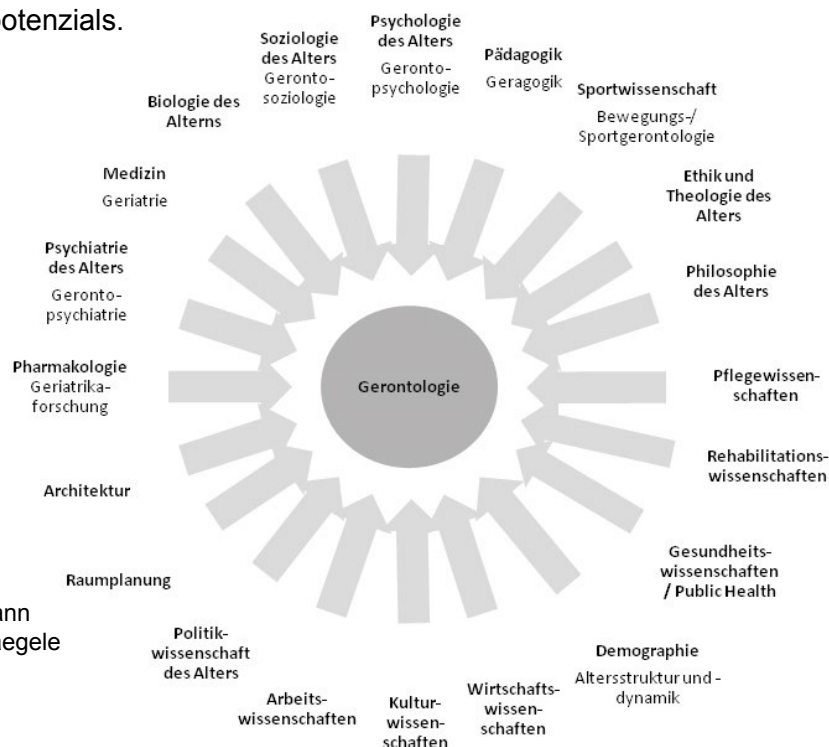 potenzials.
Psychologie
des Alters
Geronto-
psychologie
Soziologie
des Alters
Geronto-
soziologie
Pädagogik
Geragogik
Sportwissenschaft
Bewegungs-/
Sportgerontologie
Biologie des
Alterns
Medizin
Geriatrie
Ethik und
Theologie des
Alters
Psychiatrie
des Alters
Geronto-
psychiatrie
Philosophie
des Alters
Pharmakologie
Geriatrika-
forschung
Gerontologie
Pflegewissen-
schaften
Architektur
Rehabilitations-
wissenschaften
Raumplanung
Gesundheits-
wissenschaften
/ Public Health
ann
aegele
Politik-
wissenschaft
des Alters
Demographie
Altersstruktur und -
dynamik
Arbeits-
wissenschaften
Kultur-
wissen-
schaften
Wirtschafts-
wissen-
schaften